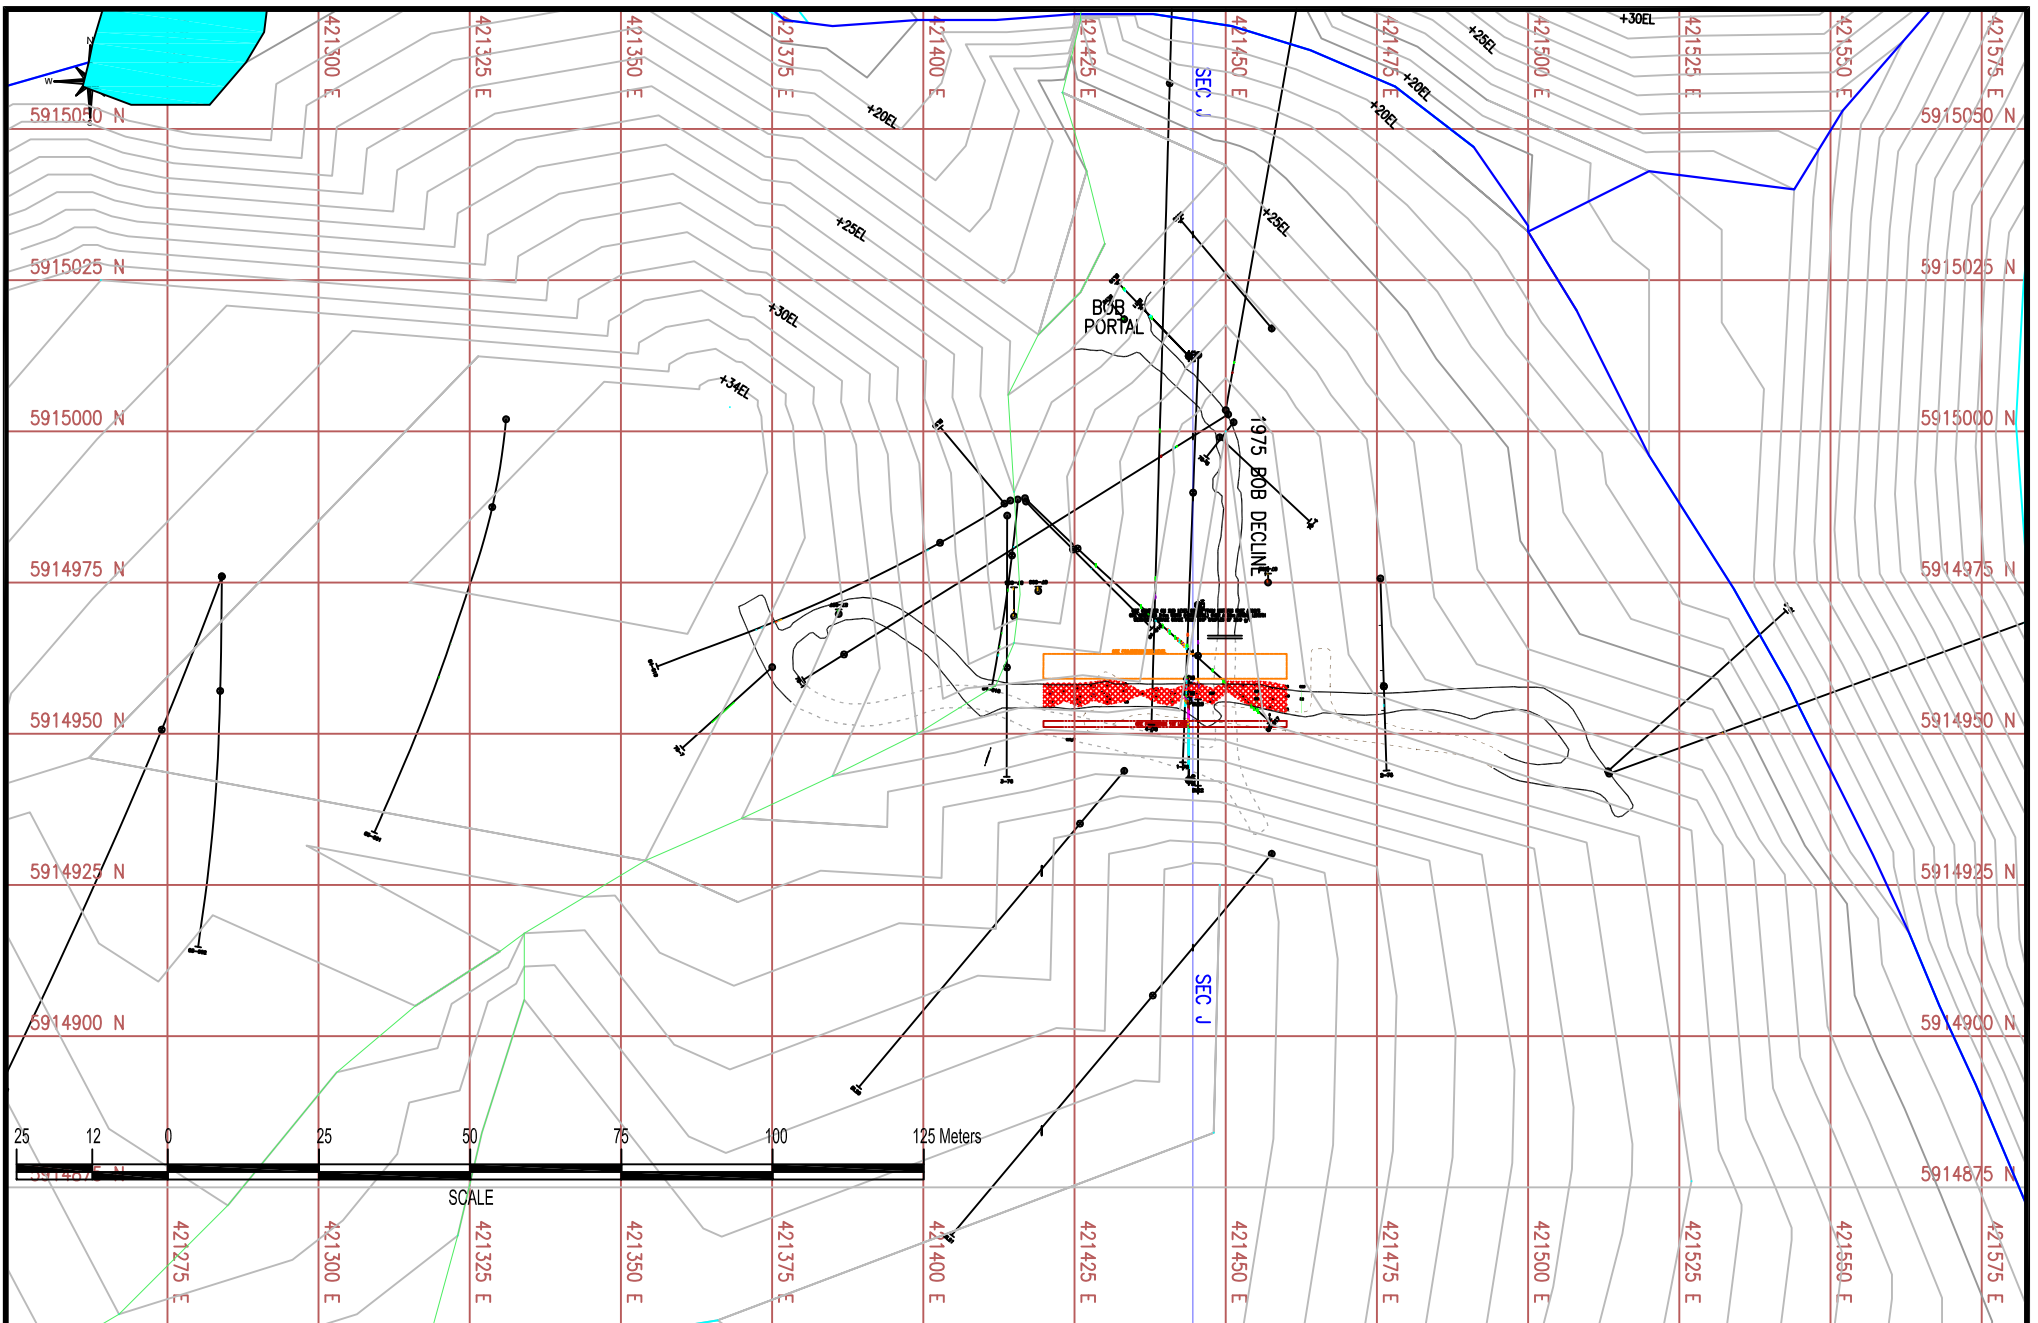 421300 E
421325 E
421350 E
421375 E
421400 E
421425 E
421450 E
421475 E
421500 E
421525 E
421550 E
421575 E
+30EL
+25EL
+20EL
+20EL
+20EL
N
W
S
SEC J
5915050 N
5915050 N
+25EL
+25EL
5915025 N
5915025 N
BOB
PORTAL
+30EL
+34EL
5915000 N
5915000 N
1975 BOB DECLINE
5914975 N
5914975 N
5914950 N
5914950 N
5914925 N
5914925 N
SEC J
5914900 N
5914900 N
25 12 0 25 50 75 100 125 Meters
5914875 N
5914875 N
SCALE
421275 E
421300 E
421325 E
421350 E
421375 E
421400 E
421425 E
421450 E
421475 E
421500 E
421525 E
421550 E
421575 E